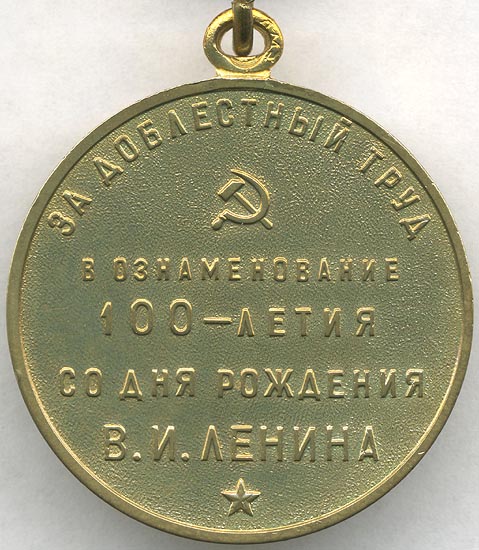 ЗА ДОБЛЕСТНЫЙ ТРУД
В ОЗНАМЕНОВАНИЕ
100-ЛЕТИЯ
СО ДНЯ РОЖДЕНИЯ
В.И.ЛЕНИНА